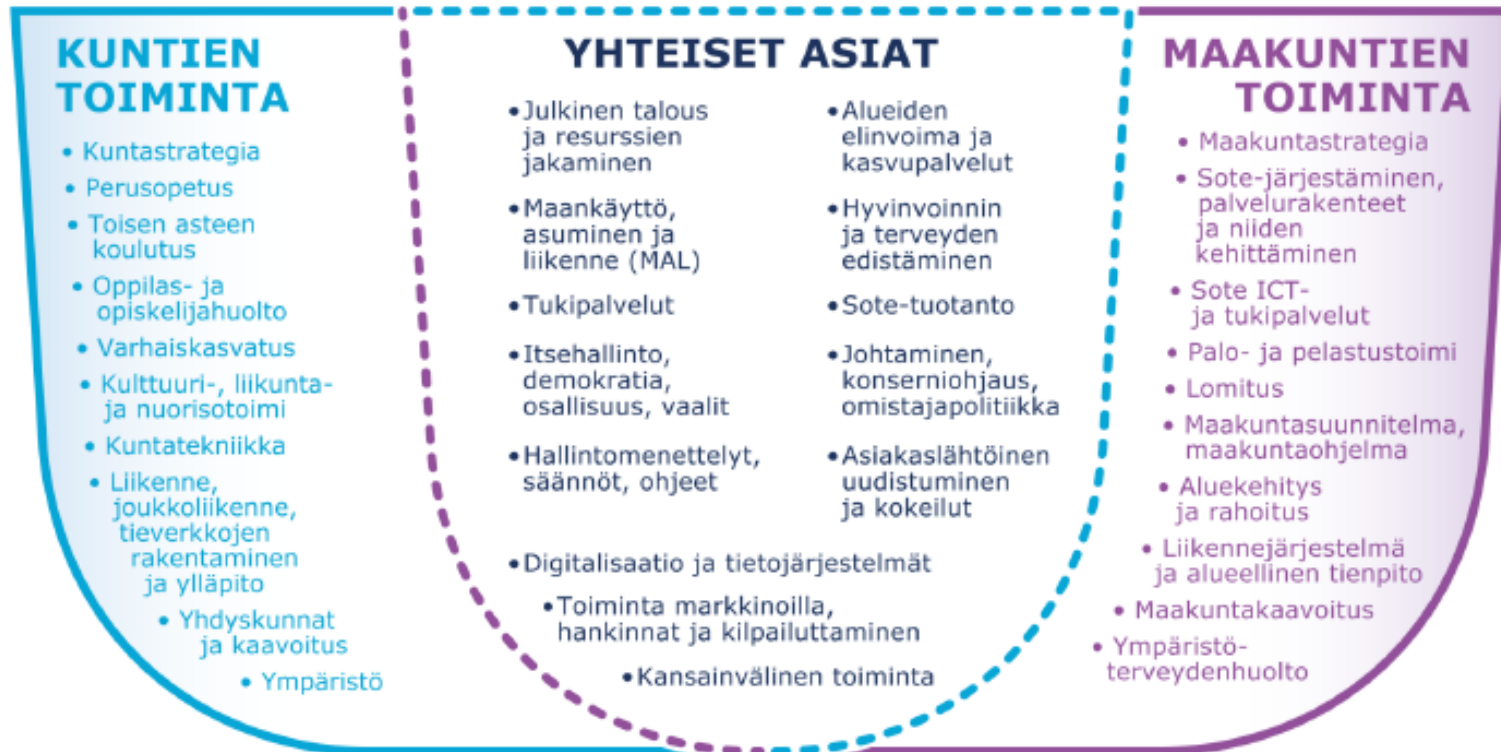 KUNTIEN
TOIMINTA
• Kuntastrategia
• Perusopetus
• Toisen asteen
koulutus
• Oppilas- ja
opiskelijahuolto
• Varhaiskasvatus
• Kulttuuri-, liikunta-
ja nuorisotoimi
• Kuntatekniikka
• Liikenne,
joukkoliikenne,
tieverkkojen
rakentaminen
ja ylläpito
• Yhdyskunnat
ja kaavoitus
• Ympäristö
YHTEISET ASIAT
• Julkinen talous
ja resurssien
jakaminen
• Maankäyttö,
asuminen ja
liikenne (MAL)
• Tukipalvelut
• Itsehallinto,
demokratia,
osallisuus, vaalit
• Hallintomenettelyt,
säännöt, ohjeet
• Alueiden
elinvoima ja
kasvupalvelut
• Hyvinvoinnin
ja terveyden
edistäminen
• Sote-tuotanto
• Johtaminen,
konserniohjaus,
omistajapolitiikka
• Asiakaslähtöinen
uudistuminen
ja kokeilut
• Digitalisaatio ja tietojärjestelmät
• Toiminta markkinoilla,
hankinnat ja kilpailuttaminen
• Kansainvälinen toiminta
MAAKUNTIEN
TOIMINTA
• Maakuntastrategia
• Sote-järjestäminen,
palvelurakenteet
ja niiden
kehittäminen
• Sote ICT-
ja tukipalvelut
• Palo- ja pelastustoimi
• Lomitus
• Maakuntasuunnitelma,
maakuntaohjelma
• Aluekehitys
ja rahoitus
• Liikennejärjestelmä
ja alueellinen tienpito
• Maakuntakaavoitus
• Ympäristö-
terveydenhuolto